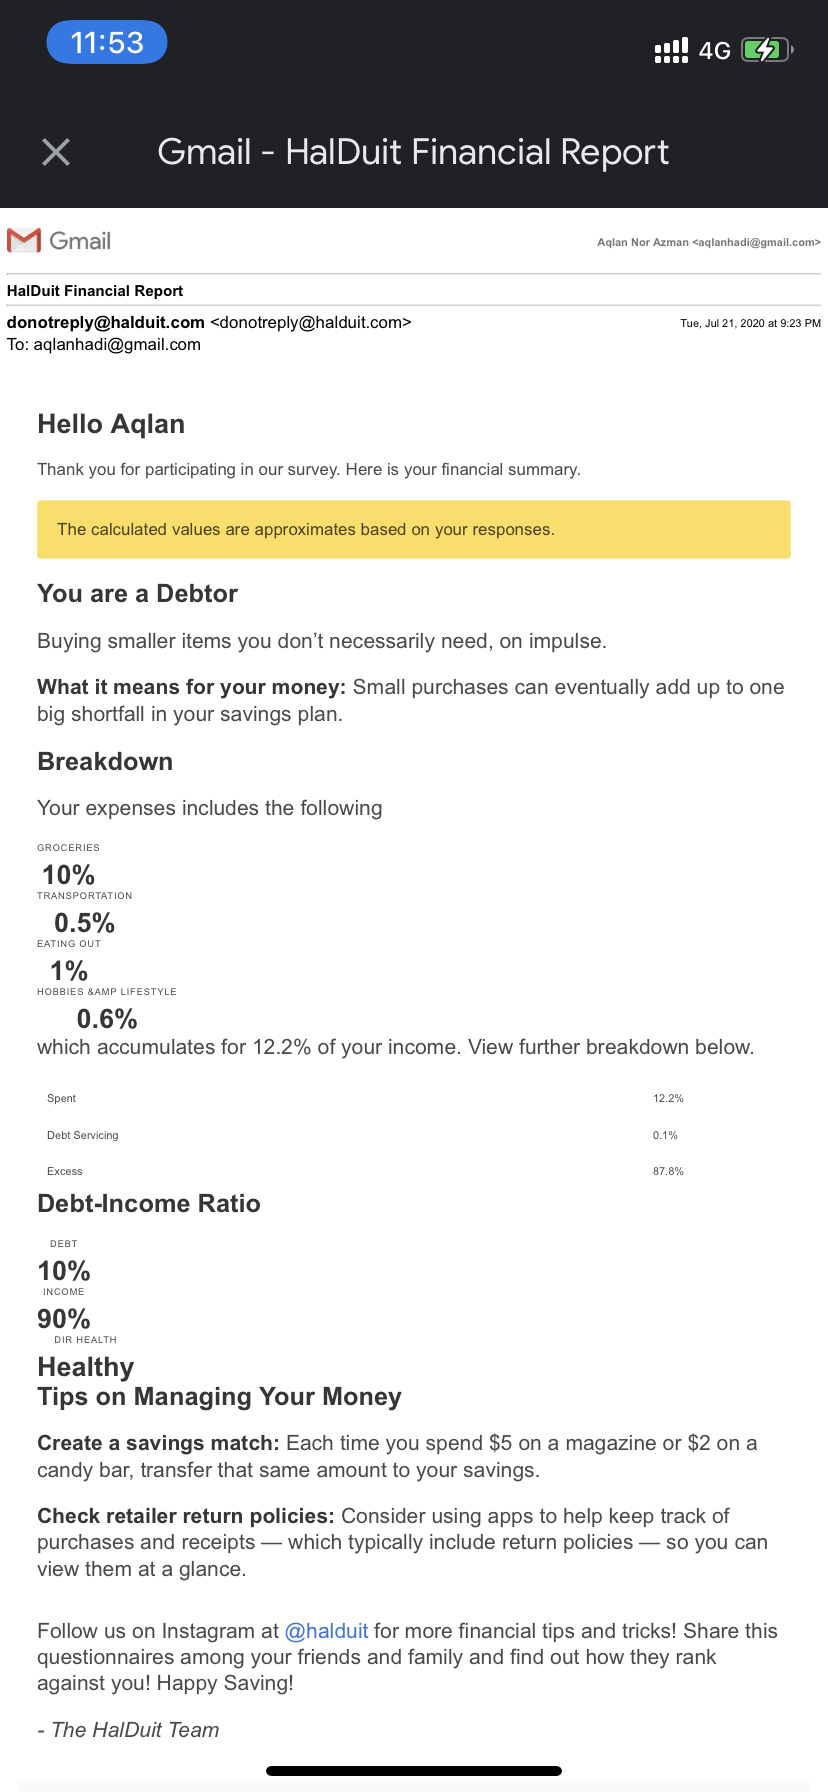 11:53
4G
Gmail - HalDuit Financial Report
Gmail
Aqlan Nor Azman <aqlanhadi@gmail.com>
HalDuit Financial Report
donotreply@halduit.com <donotreply@halduit.com>
Tue, Jul 21, 2020 at 9:23 PM
To: aqlanhadi@gmail.com
Hello Aqlan
Thank you for participating in our survey. Here is your financial summary.
The calculated values are approximates based on your responses.
You are a Debtor
Buying smaller items you don’t necessarily need, on impulse.
What it means for your money: Small purchases can eventually add up to one
big shortfall in your savings plan.
Breakdown
Your expenses includes the following
GROCERIES
10%
TRANSPORTATION
0.5%
EATING OUT
1%
HOBBIES &AMP LIFESTYLE
0.6%
which accumulates for 12.2% of your income. View further breakdown below.
Spent 12.2%
Debt Servicing 0.1%
Excess 87.8%
Debt-Income Ratio
DEBT
10%
INCOME
90%
DIR HEALTH
Healthy
Tips on Managing Your Money
Create a savings match: Each time you spend $5 on a magazine or $2 on a
candy bar, transfer that same amount to your savings.
Check retailer return policies: Consider using apps to help keep track of
purchases and receipts — which typically include return policies — so you can
view them at a glance.
Follow us on Instagram at @halduit for more financial tips and tricks! Share this
questionnaires among your friends and family and find out how they rank
against you! Happy Saving!
- The HalDuit Team